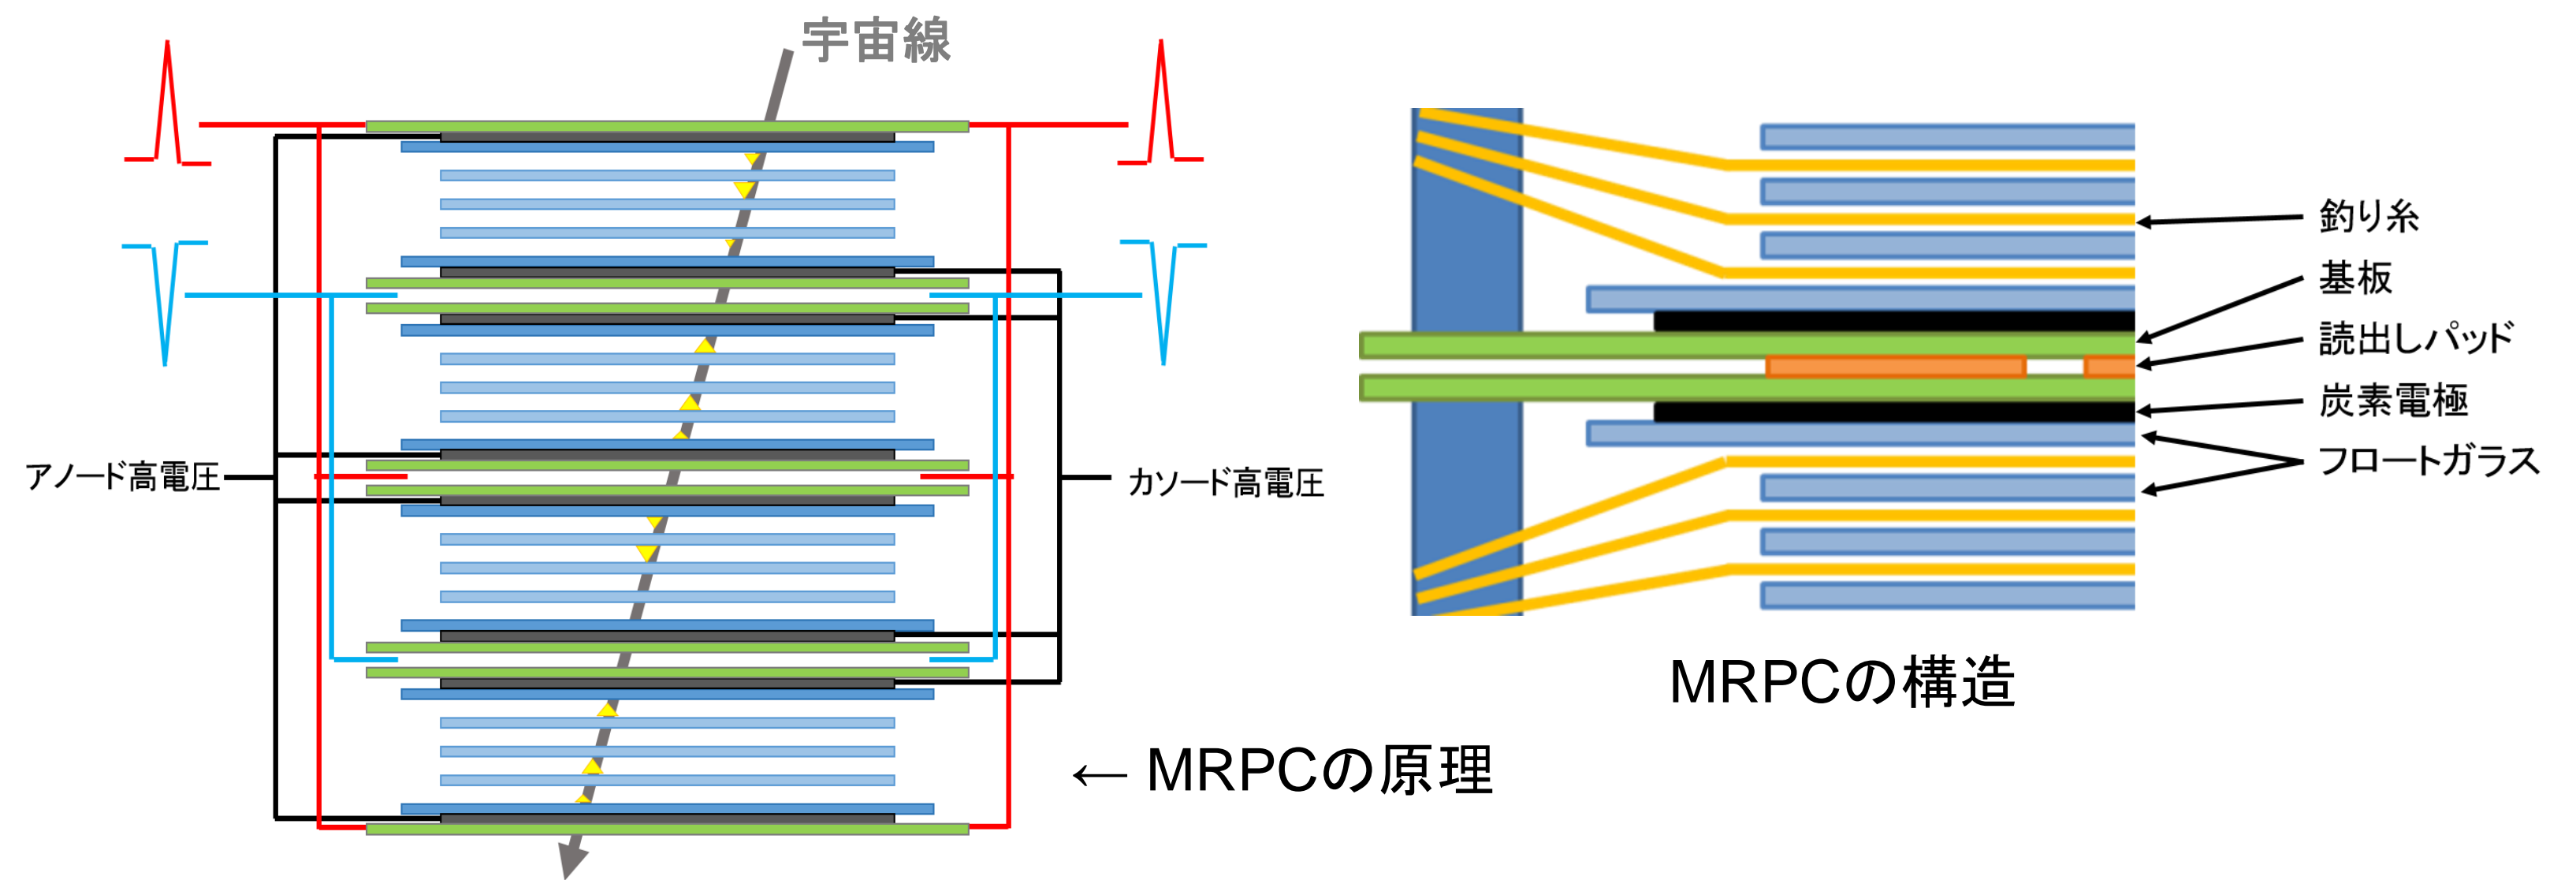 宇宙線
アノード高電圧
カソード高電圧
← MRPCの原理
釣り糸
基板
読出しパッド
炭素電極
フロートガラス
MRPCの構造